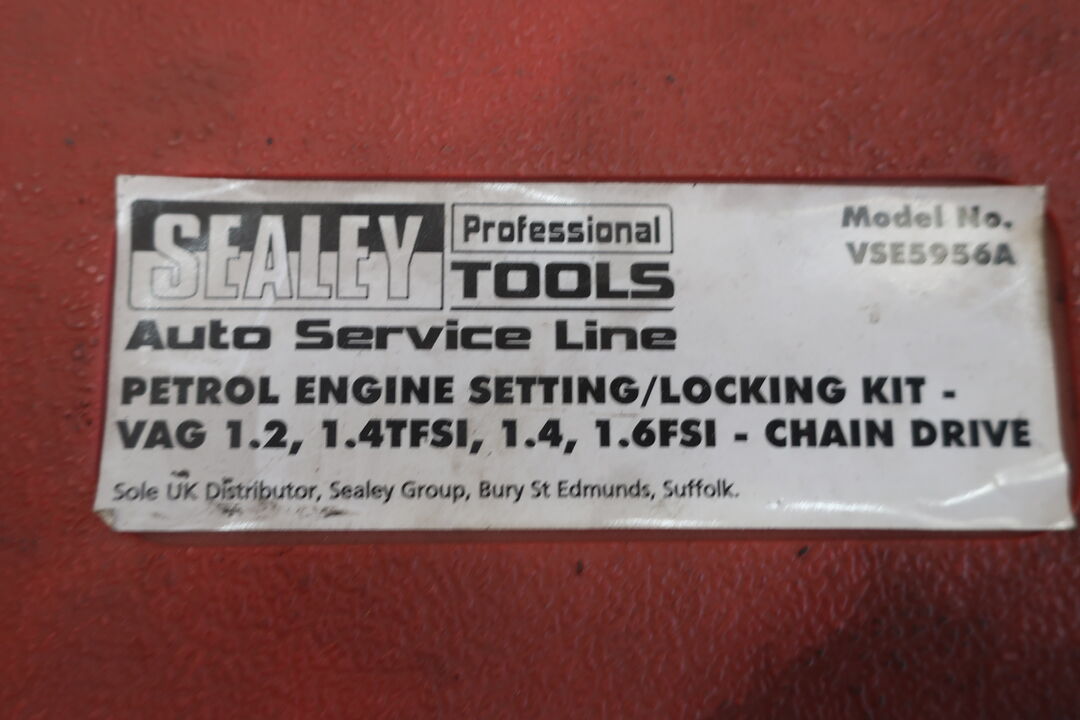 SEALEY Professional TOOLS
Model No.
VSE5956A
Auto Service Line
PETROL ENGINE SETTING/LOCKING KIT -
VAG 1.2, 1.4TFSI, 1.4, 1.6FSI - CHAIN DRIVE
Sole UK Distributor, Sealey Group, Bury St Edmunds, Suffolk.